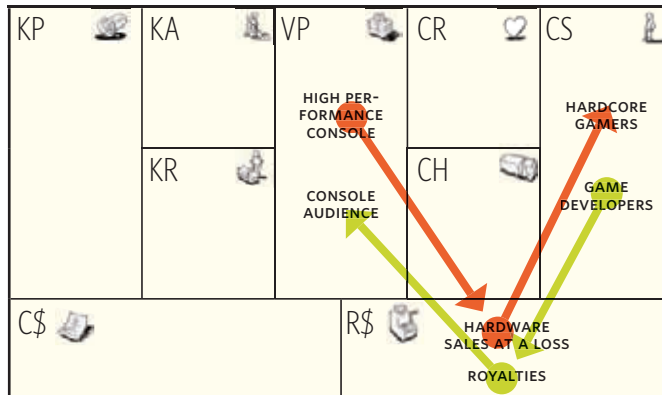 KP
KA
VP
CR
CS
HIGH PER-
FORMANCE
CONSOLE
HARDCORE
GAMERS
KR
CH
CONSOLE
AUDIENCE
GAME
DEVELOPERS
C$
R$
HARDWARE
SALES AT A LOSS
ROYALTIES